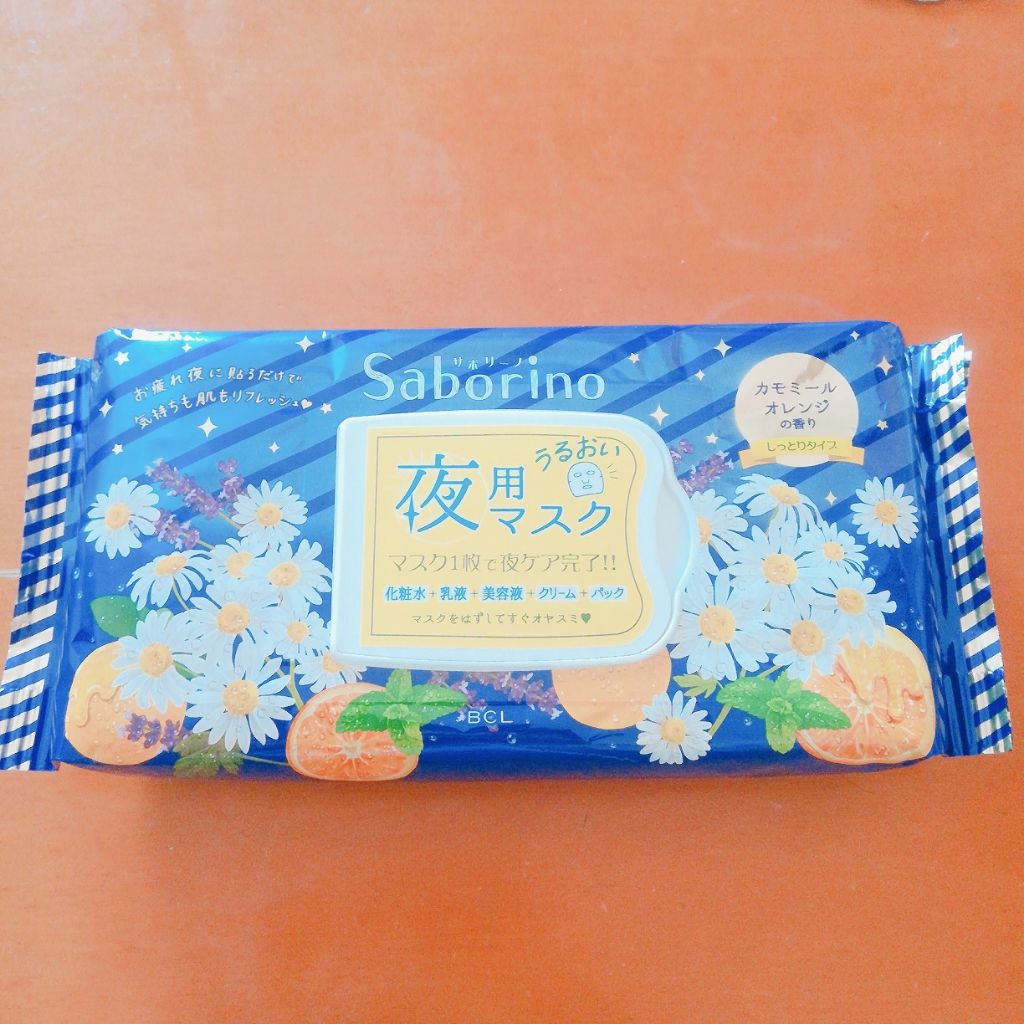 お疲れ夜に貼るだけで
気持ちも肌もリフレッシュ♥
サボリーノ
Saborino
カモミール
オレンジ
の香り
しっとりタイプ
うるおい
夜用
マスク
マスク1枚で夜ケア完了!!
化粧水+乳液+美容液+クリーム+パック
マスクをはずしてすぐオヤスミ♥
BCL